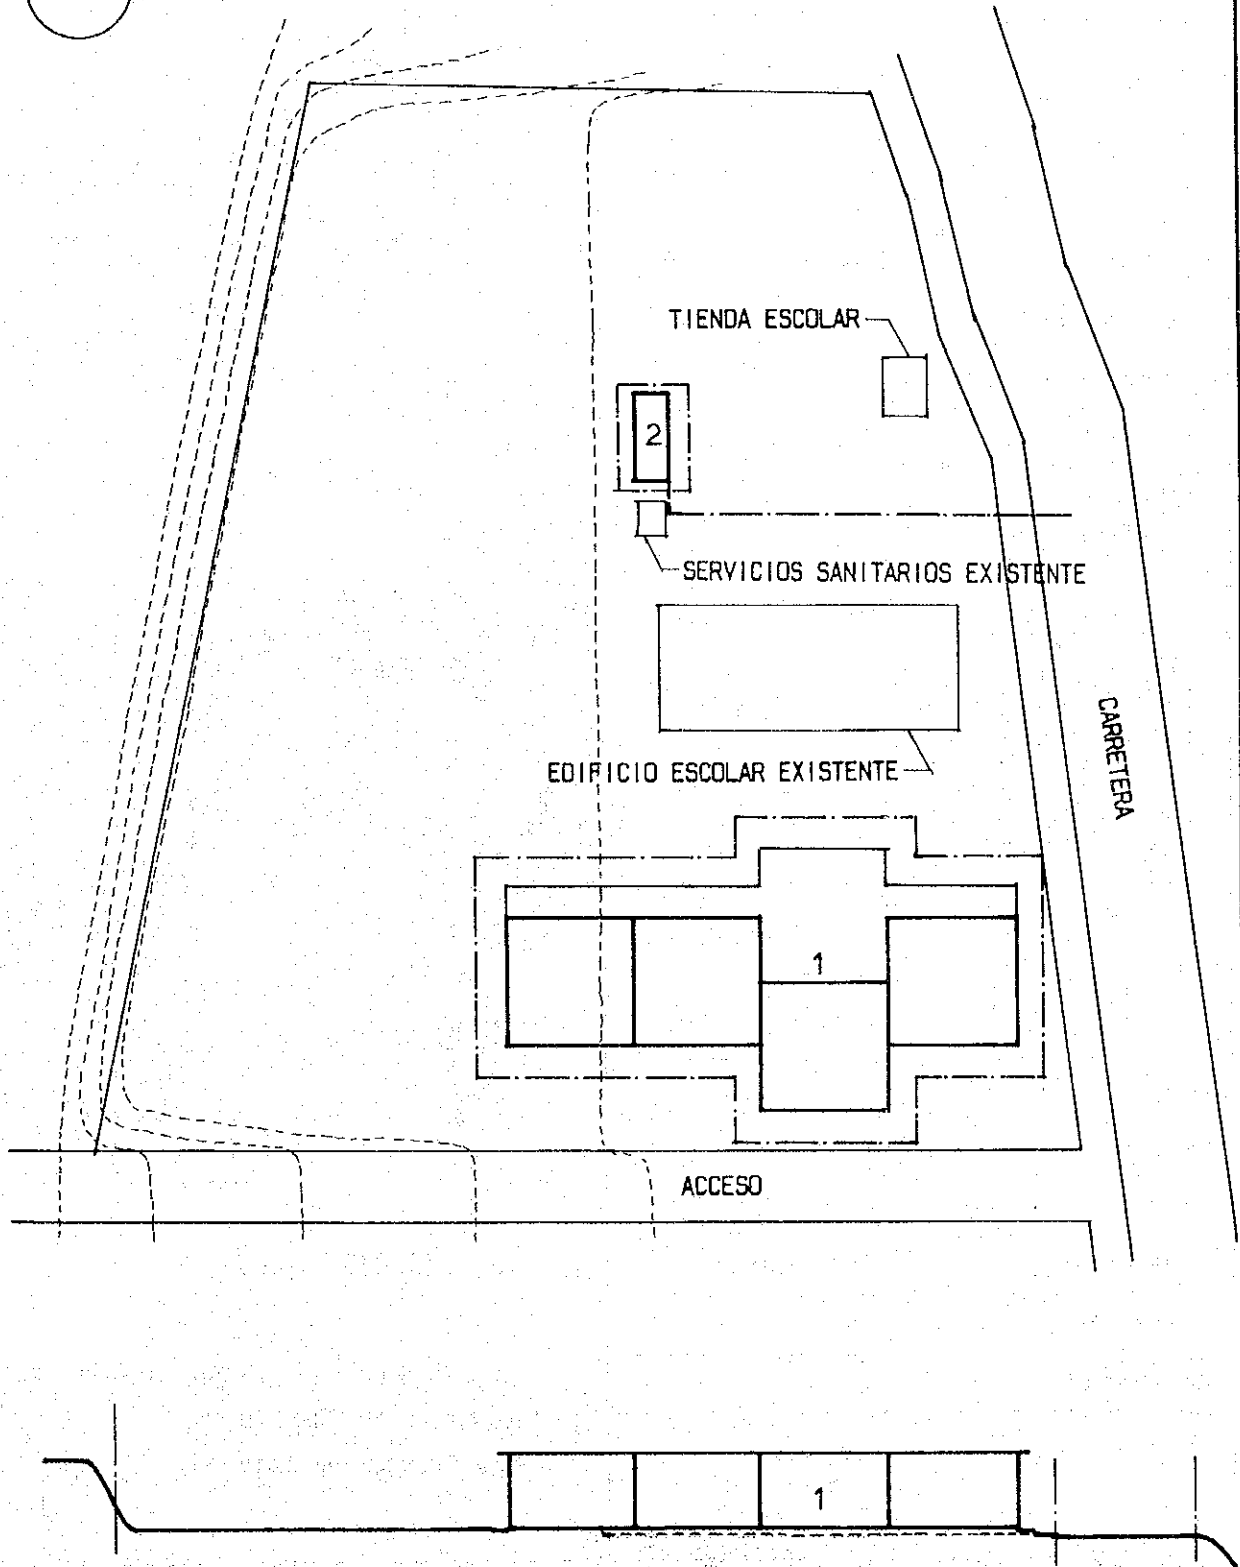 TIENDA ESCOLAR
2
SERVICIOS SANITARIOS EXISTENTE
CARRETERA
EDIFICIO ESCOLAR EXISTENTE
1
ACCESO
1